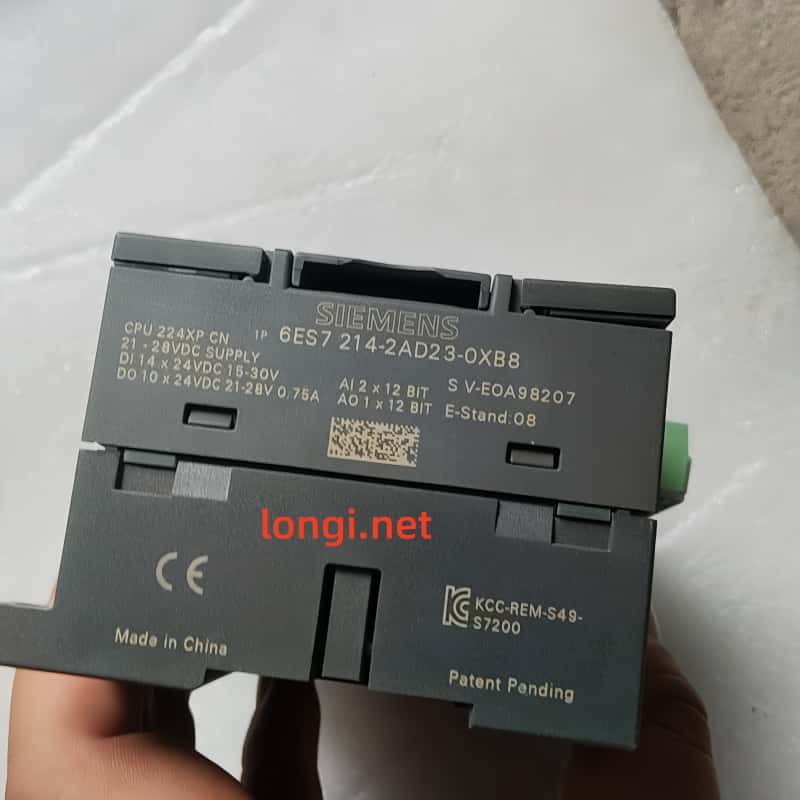 SIEMENS
CPU 224XP CN
1P 6ES7 214-2AD23-0XB8
21 - 28VDC SUPPLY
DI 14 x 24VDC 15-30V
DO 10 x 24VDC 21-28V 0.75A
AI 2 x 12 BIT
AO 1 x 12 BIT
S V-E0A98207
E-Stand:08
longi.net
CE
KCC-REM-S49-
S7200
Made in China
Patent Pending